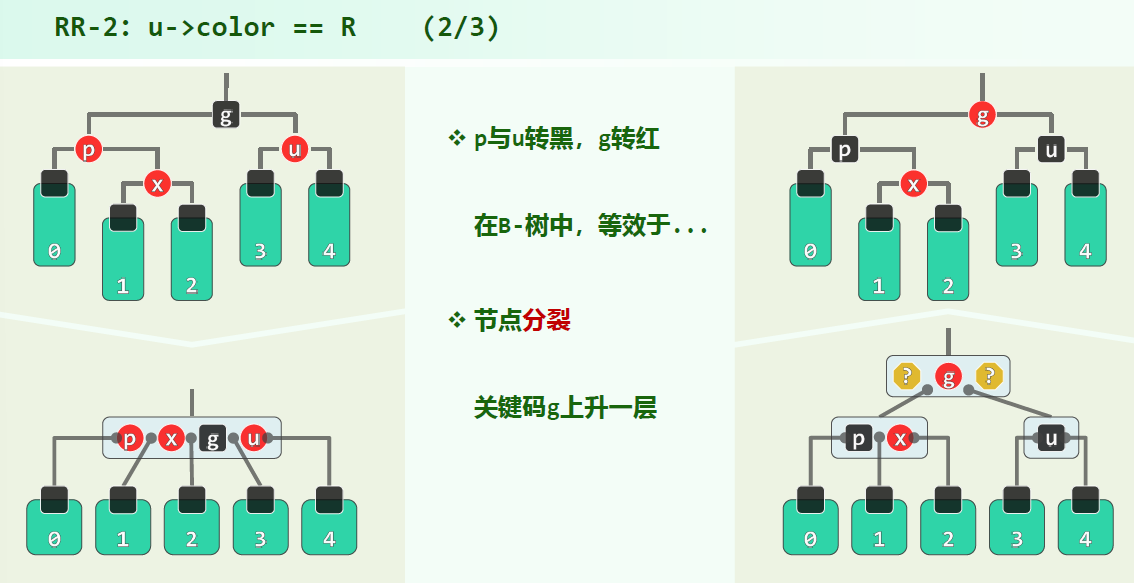 RR-2: u->color == R (2/3)
g
p
u
x
0
3
4
1
2
p x g u
0 1 2 3 4
❖ p与u转黑，g转红
在B-树中，等效于...
❖ 节点分裂
关键码g上升一层
g
p
u
x
0
3
4
1
2
? g ?
p x u
0 1 2 3 4